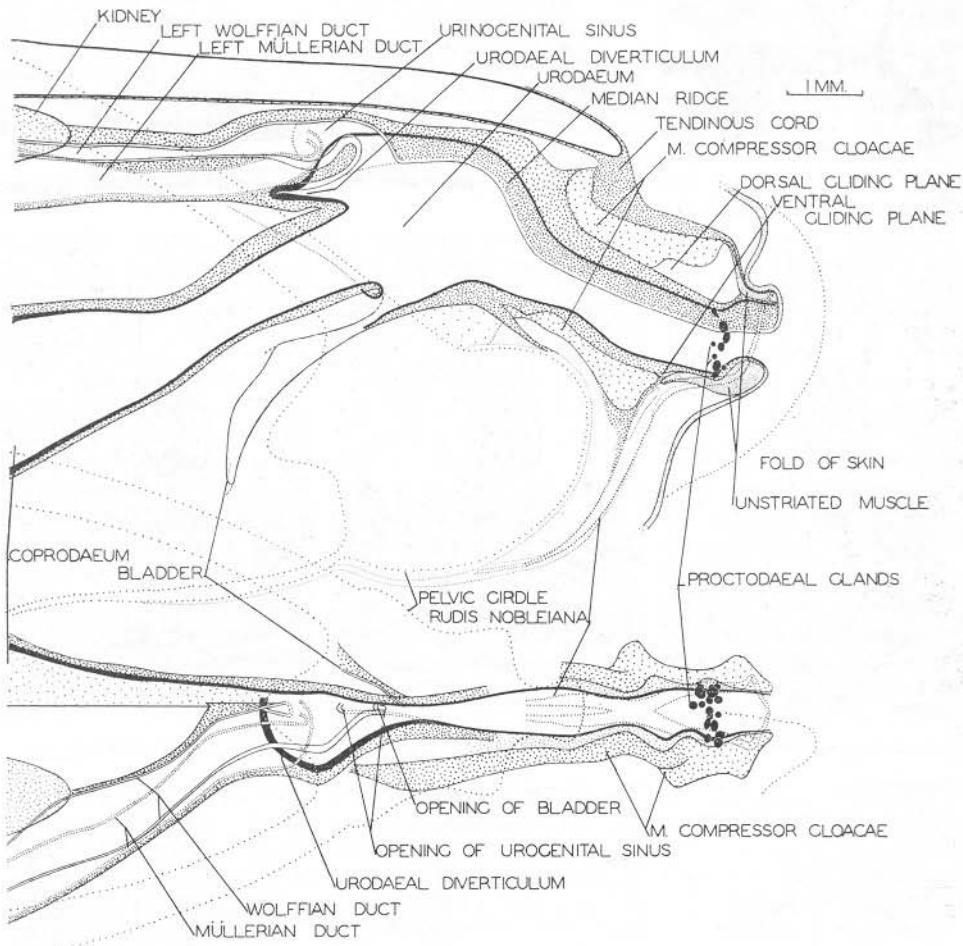 KIDNEY
LEFT WOLFFIAN DUCT
LEFT MÜLLERIAN DUCT
URINOGENITAL SINUS
URODAEAL DIVERTICULUM
URODAEUM
MEDIAN RIDGE
1 MM.
TENDINOUS CORD
M. COMPRESSOR CLOACAE
DORSAL GLIDING PLANE
VENTRAL
GLIDING PLANE
FOLD OF SKIN
UNSTRIATED MUSCLE
COPRODAEUM
BLADDER
PROCTODAEAL GLANDS
PELVIC GIRDLE
RUDIS NOBLEIANA
OPENING OF BLADDER
M. COMPRESSOR CLOACAE
OPENING OF UROGENITAL SINUS
URODAEAL DIVERTICULUM
WOLFFIAN DUCT
MÜLLERIAN DUCT